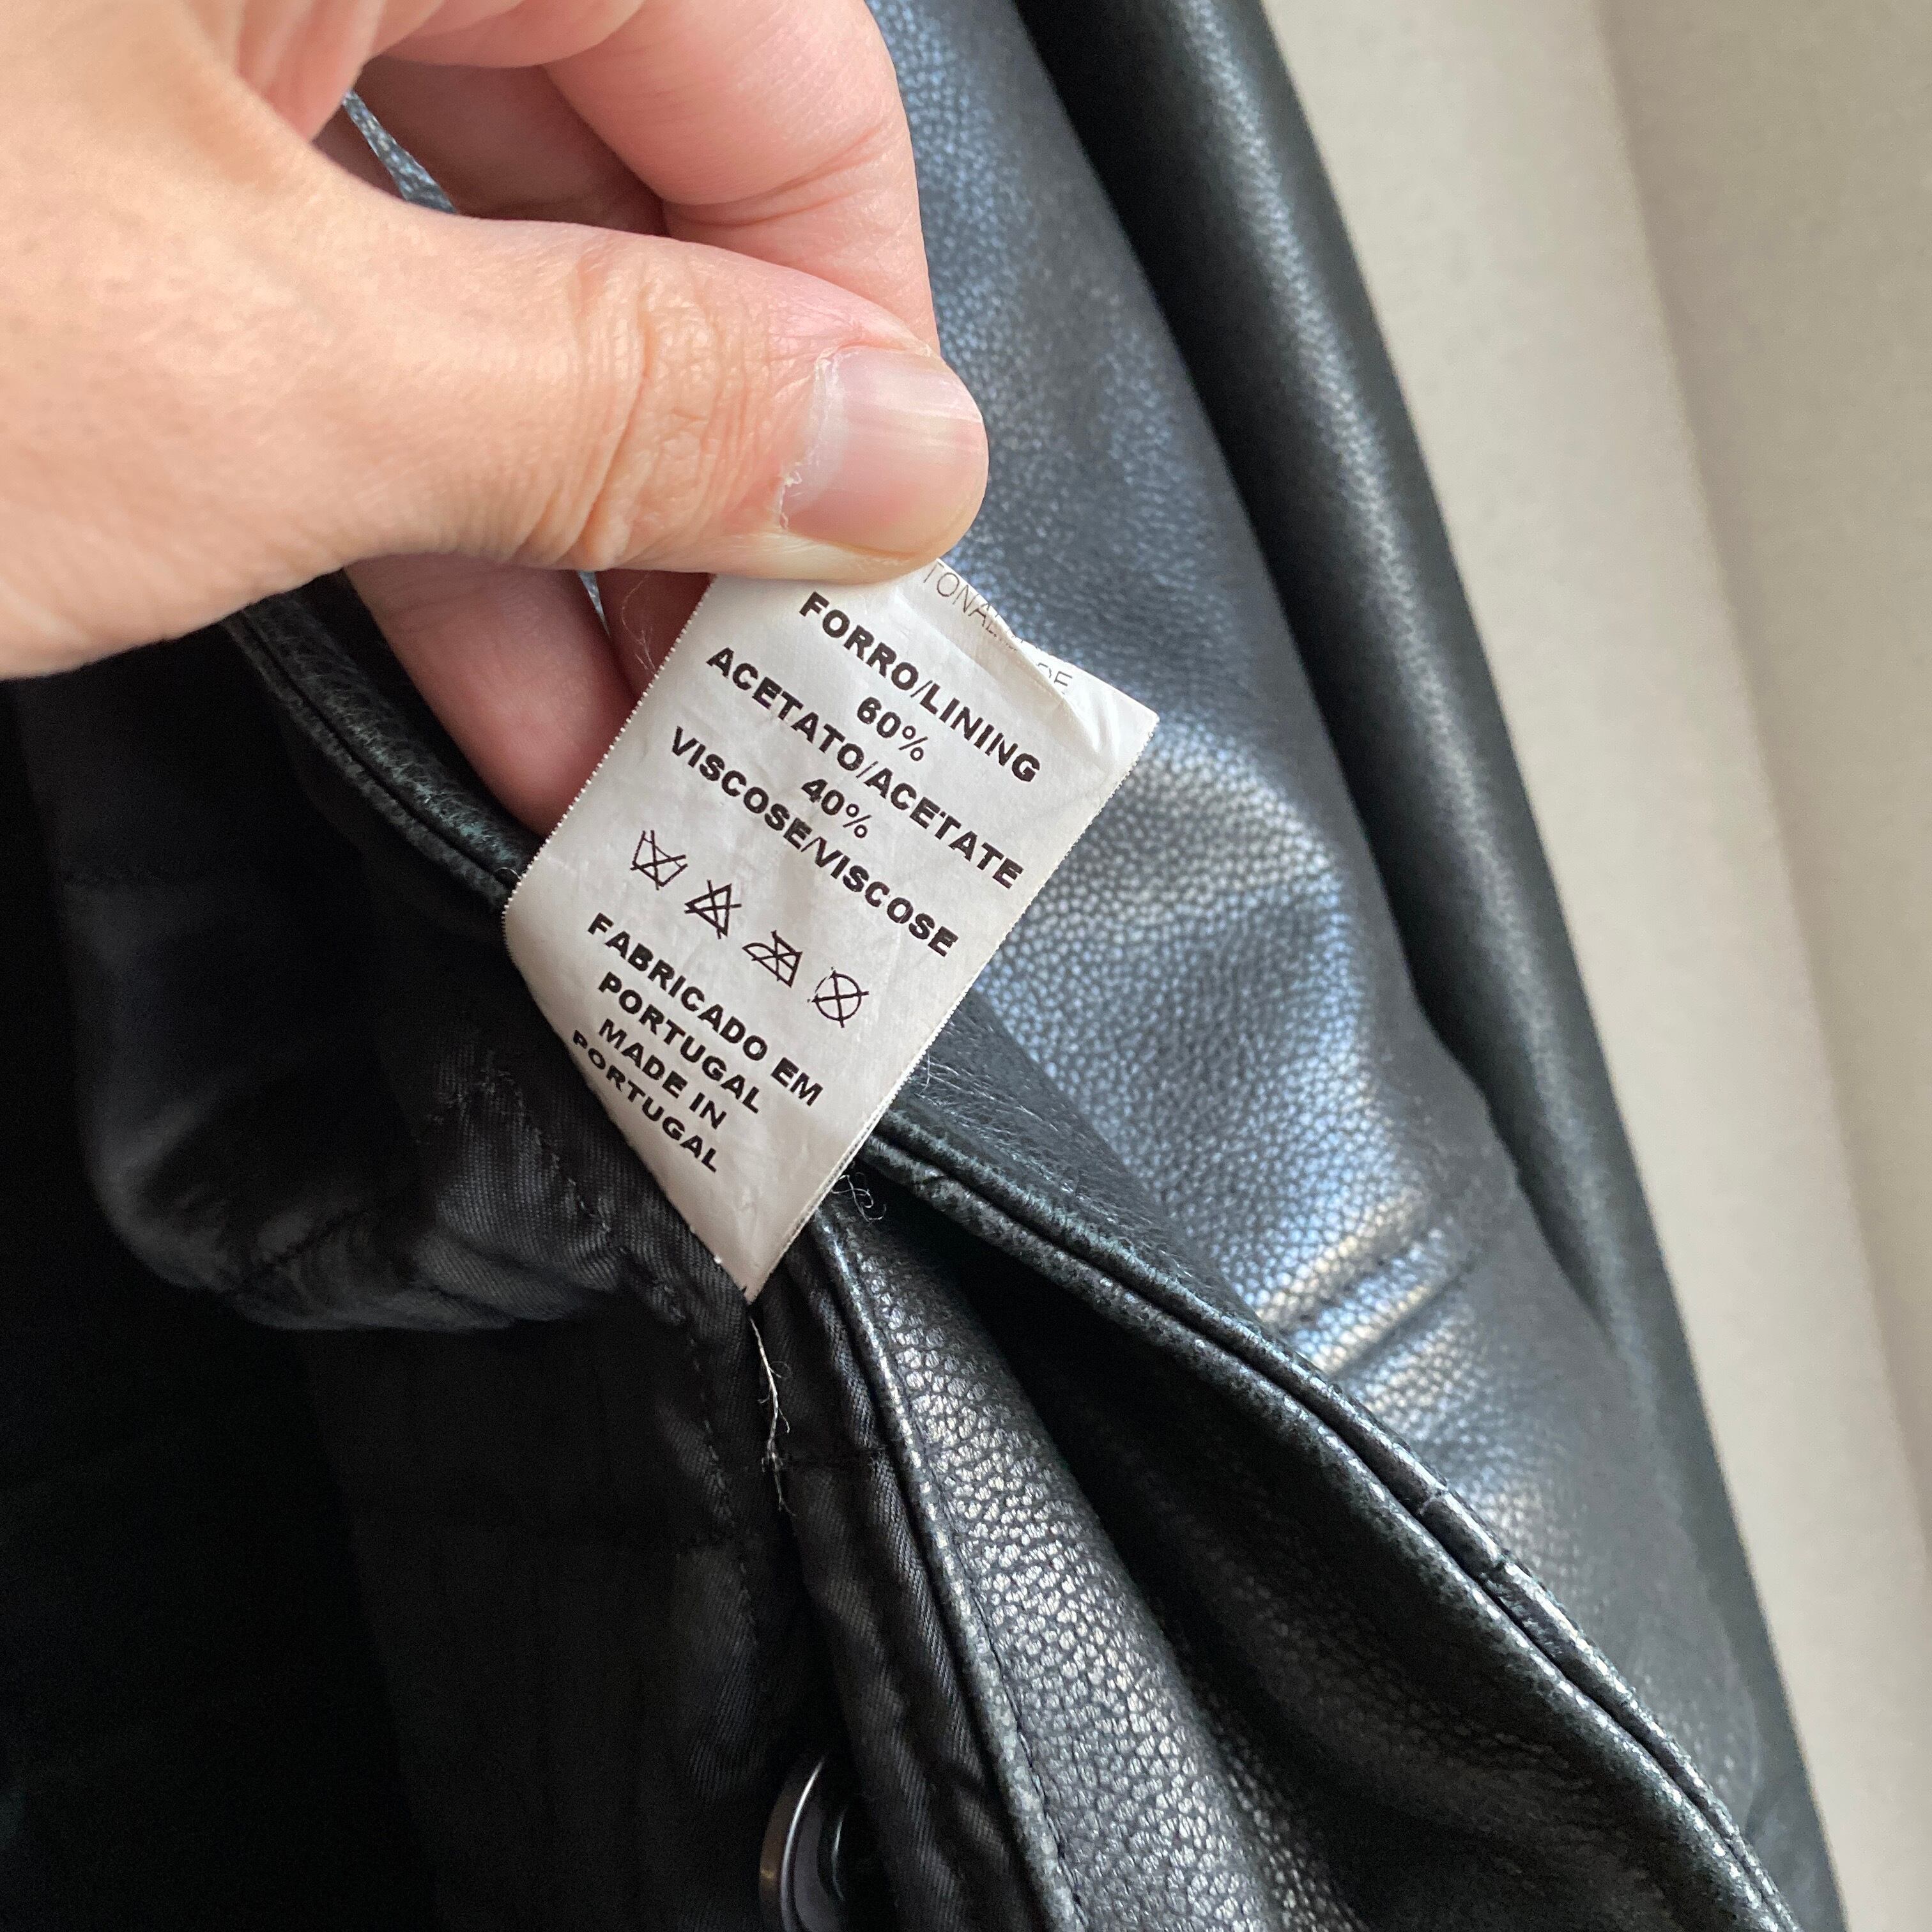 FORRO/LINING
60%
ACETATO/ACETATE
40%
VISCOSE/VISCOSE
FABRICADO EM
PORTUGAL
MADE IN
PORTUGAL